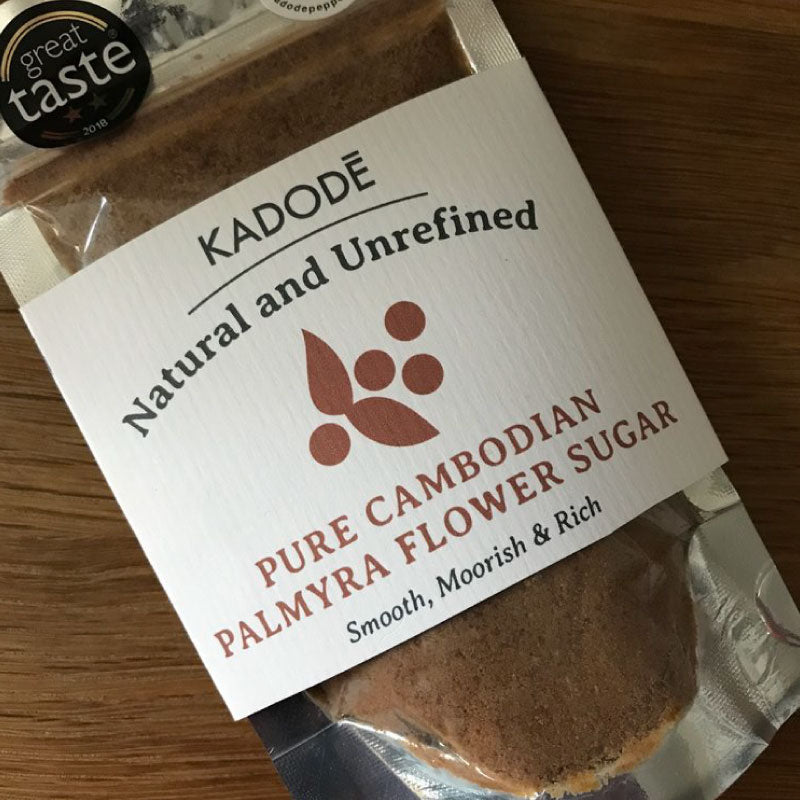 great
taste
2018
KADODĒ
Natural and Unrefined
PURE CAMBODIAN
PALMYRA FLOWER SUGAR
Smooth, Moorish & Rich